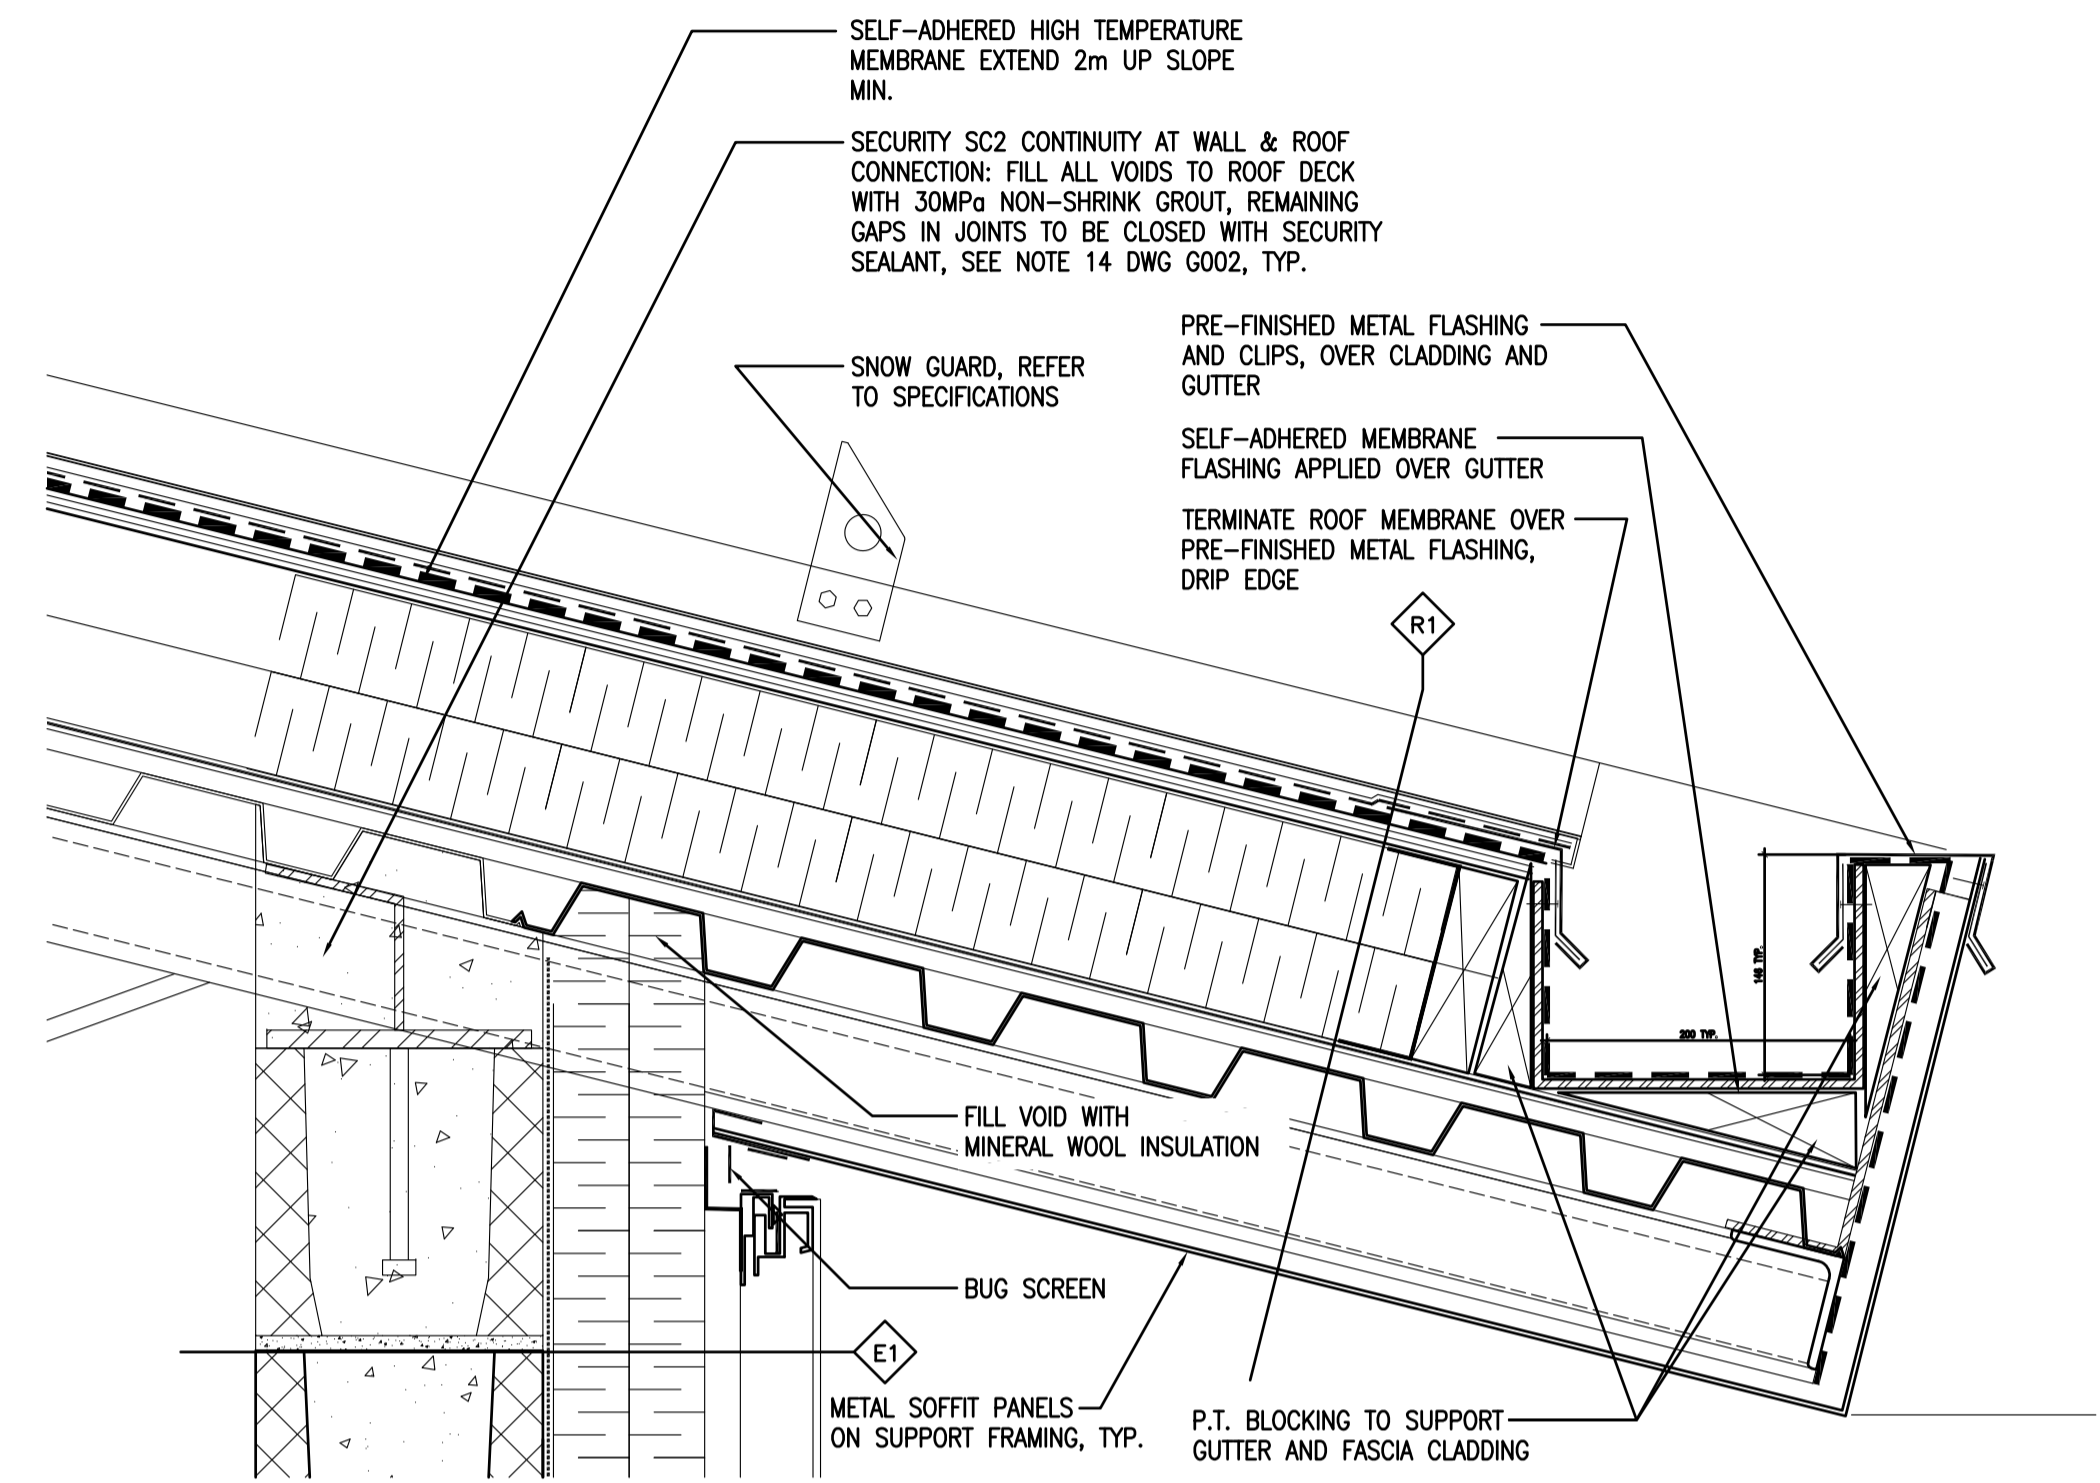 SELF-ADHERED HIGH TEMPERATURE
MEMBRANE EXTEND 2m UP SLOPE
MIN.
SECURITY SC2 CONTINUITY AT WALL & ROOF
CONNECTION: FILL ALL VOIDS TO ROOF DECK
WITH 30MPa NON-SHRINK GROUT, REMAINING
GAPS IN JOINTS TO BE CLOSED WITH SECURITY
SEALANT, SEE NOTE 14 DWG G002, TYP.
SNOW GUARD, REFER
TO SPECIFICATIONS
PRE-FINISHED METAL FLASHING
AND CLIPS, OVER CLADDING AND
GUTTER
SELF-ADHERED MEMBRANE
FLASHING APPLIED OVER GUTTER
TERMINATE ROOF MEMBRANE OVER
PRE-FINISHED METAL FLASHING,
DRIP EDGE
R1
146 TYP.
200 TYP.
FILL VOID WITH
MINERAL WOOL INSULATION
BUG SCREEN
E1
METAL SOFFIT PANELS
ON SUPPORT FRAMING, TYP.
P.T. BLOCKING TO SUPPORT
GUTTER AND FASCIA CLADDING